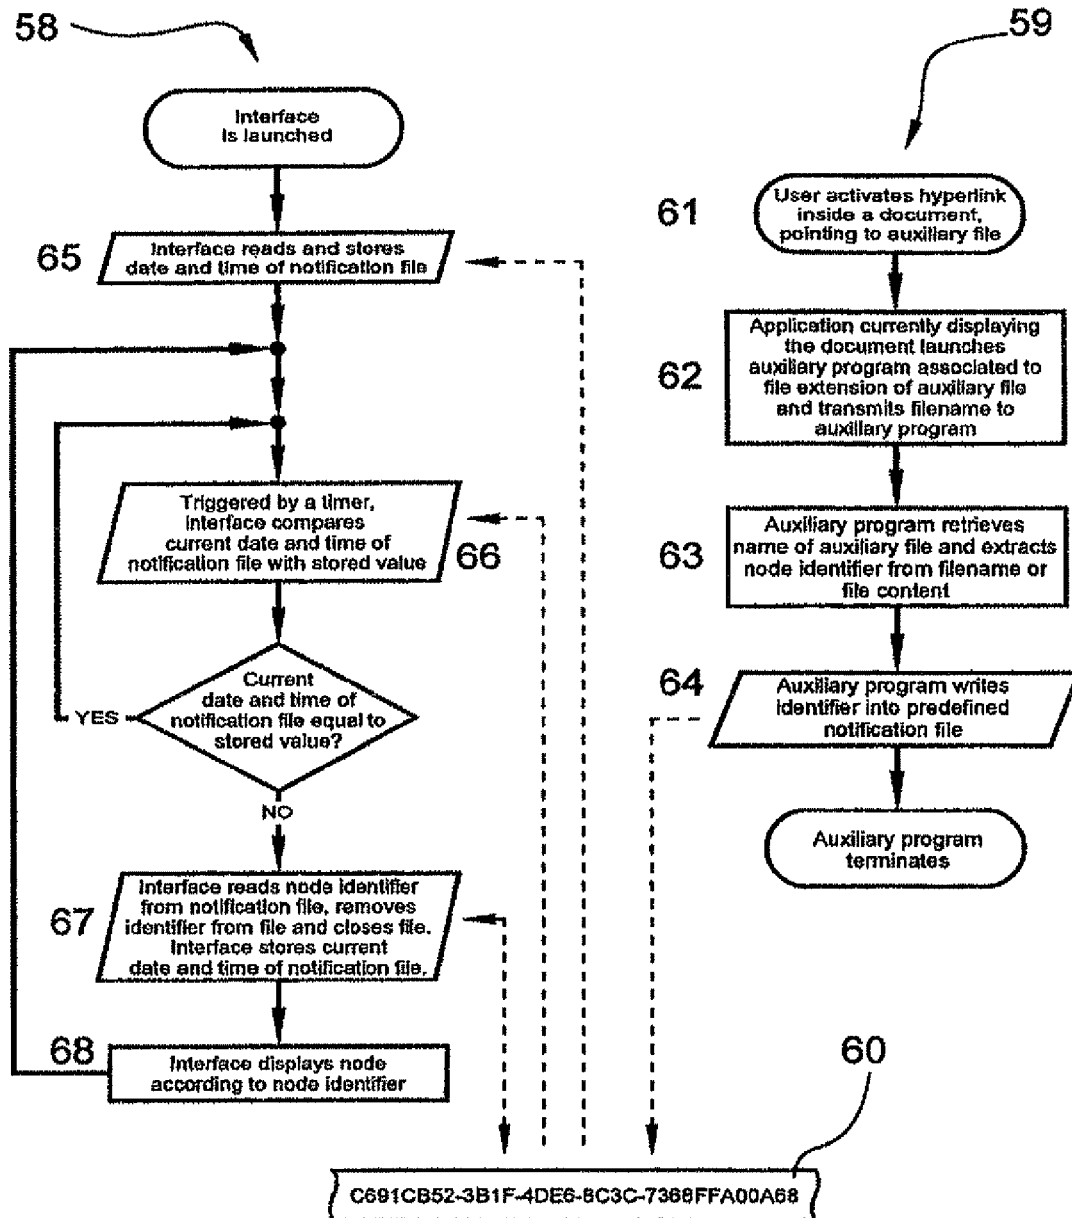 58
Interface
is launched
65
Interface reads and stores
date and time of notification file
66
Triggered by a timer,
interface compares
current date and time of
notification file with stored value
Current
date and time of
notification file equal to
stored value?
YES
NO
67
Interface reads node identifier
from notification file, removes
identifier from file and closes file.
Interface stores current
date and time of notification file.
68
Interface displays node
according to node identifier
59
61
User activates hyperlink
inside a document,
pointing to auxiliary file
62
Application currently displaying
the document launches
auxiliary program associated to
file extension of auxiliary file
and transmits filename to
auxiliary program
63
Auxiliary program retrieves
name of auxiliary file and extracts
node identifier from filename or
file content
64
Auxiliary program writes
identifier into predefined
notification file
Auxiliary program
terminates
60
C691CB52-3B1F-4DE6-8C3C-7368FFA00A68